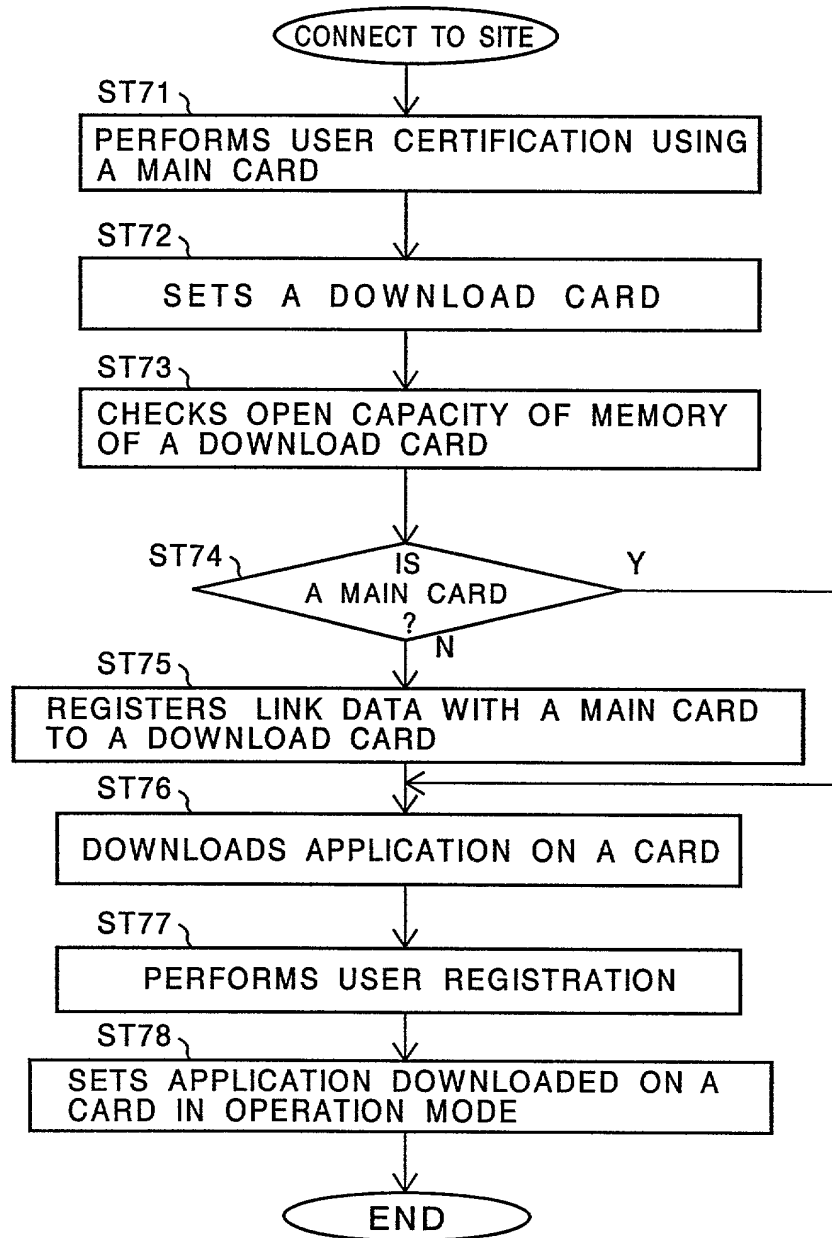 CONNECT TO SITE
ST71
PERFORMS USER CERTIFICATION USING
A MAIN CARD
ST72
SETS A DOWNLOAD CARD
ST73
CHECKS OPEN CAPACITY OF MEMORY
OF A DOWNLOAD CARD
ST74
IS
A MAIN CARD
?
Y
N
ST75
REGISTERS LINK DATA WITH A MAIN CARD
TO A DOWNLOAD CARD
ST76
DOWNLOADS APPLICATION ON A CARD
ST77
PERFORMS USER REGISTRATION
ST78
SETS APPLICATION DOWNLOADED ON A
CARD IN OPERATION MODE
END